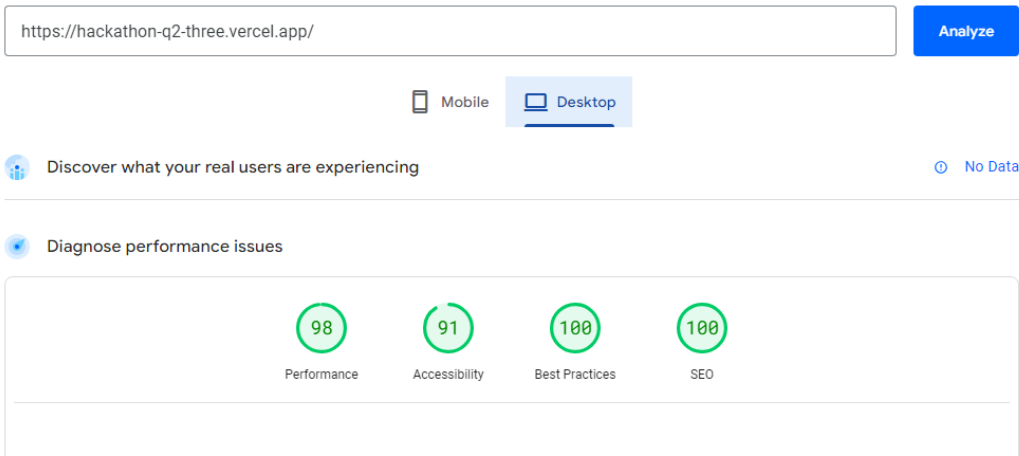 https://hackathon-q2-three.vercel.app/ Analyze
Mobile Desktop
Discover what your real users are experiencing No Data
Diagnose performance issues
98 91 100 100
Performance Accessibility Best Practices SEO